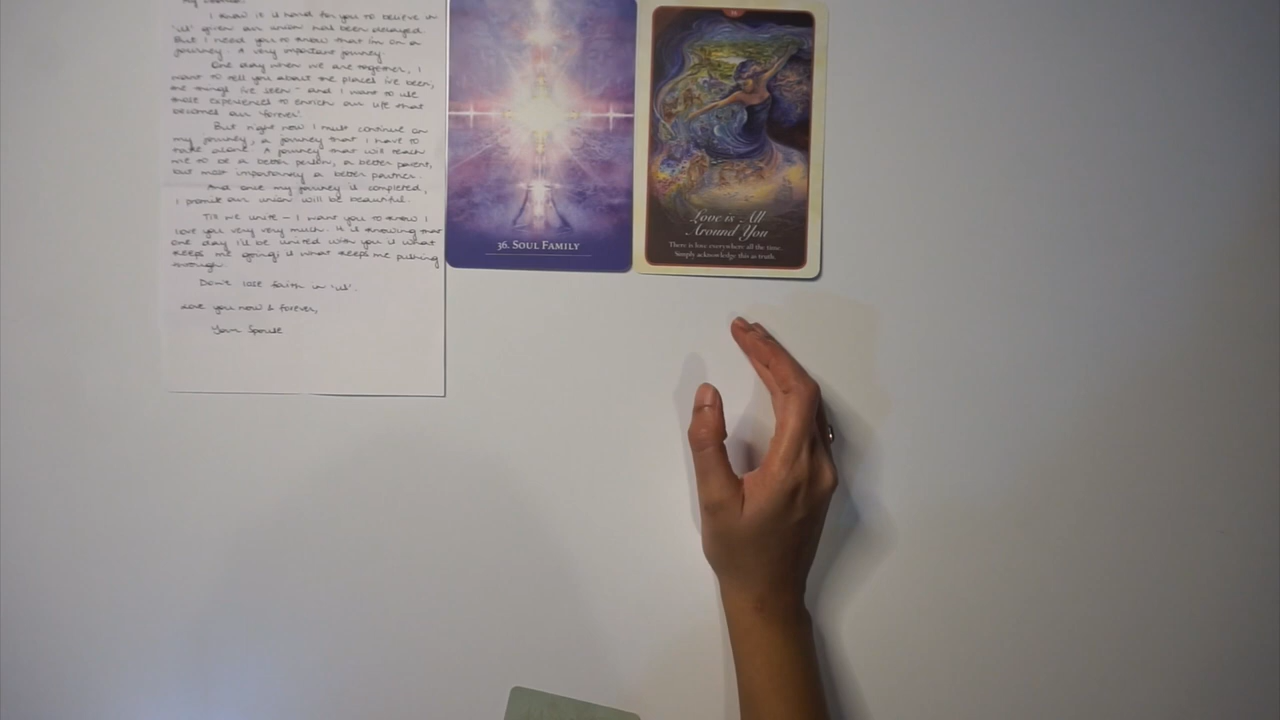 I know it is hard for you to believe in
'us' given our union has been delayed.
But I need you to know that i'm on a
journey. A very important journey.
One day when we are together, I
want to tell you about the places i've been;
the things i've seen - and I want to use
those experiences to enrich our life that
becomes our 'forever'.
But right now I must continue on
my journey; a journey that I have to
take alone. A journey that will teach
me to be a better person, a better parent,
but most importantly a better partner.
And once my journey is completed,
I promise our union will be beautiful.
Till we unite - I want you to know I
love you very very much. It is knowing that
one day i'll be united with you is what
keeps me going; is what keeps me pushing
through.
Don't lose faith in 'us'.
Love you now & forever,
Your Spouse
36. Soul Family
Love is All
Around You
There is love everywhere all the time.
Simply acknowledge this as truth.